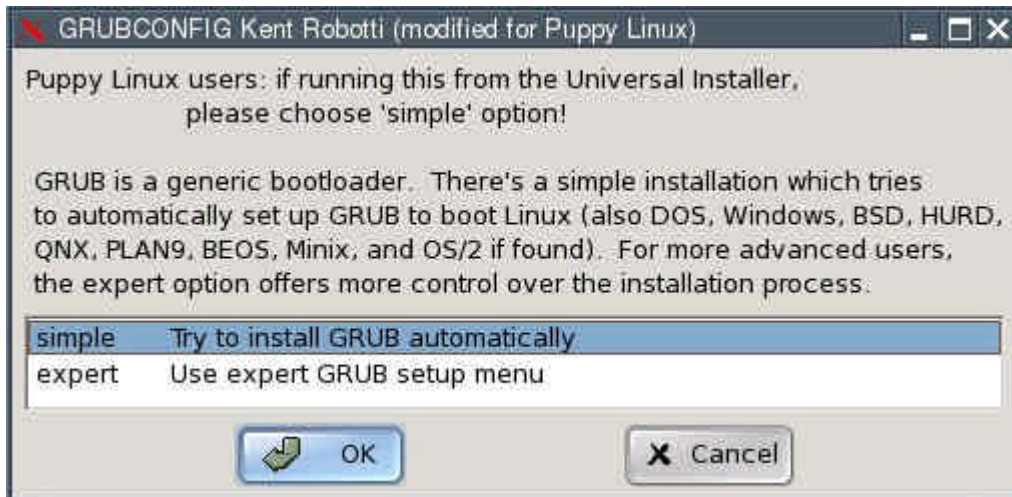 GRUBCONFIG Kent Robotti (modified for Puppy Linux)
Puppy Linux users: if running this from the Universal Installer,
please choose 'simple' option!
GRUB is a generic bootloader. There's a simple installation which tries
to automatically set up GRUB to boot Linux (also DOS, Windows, BSD, HURD,
QNX, PLAN9, BEOS, Minix, and OS/2 if found). For more advanced users,
the expert option offers more control over the installation process.
simple Try to install GRUB automatically
expert Use expert GRUB setup menu
OK Cancel